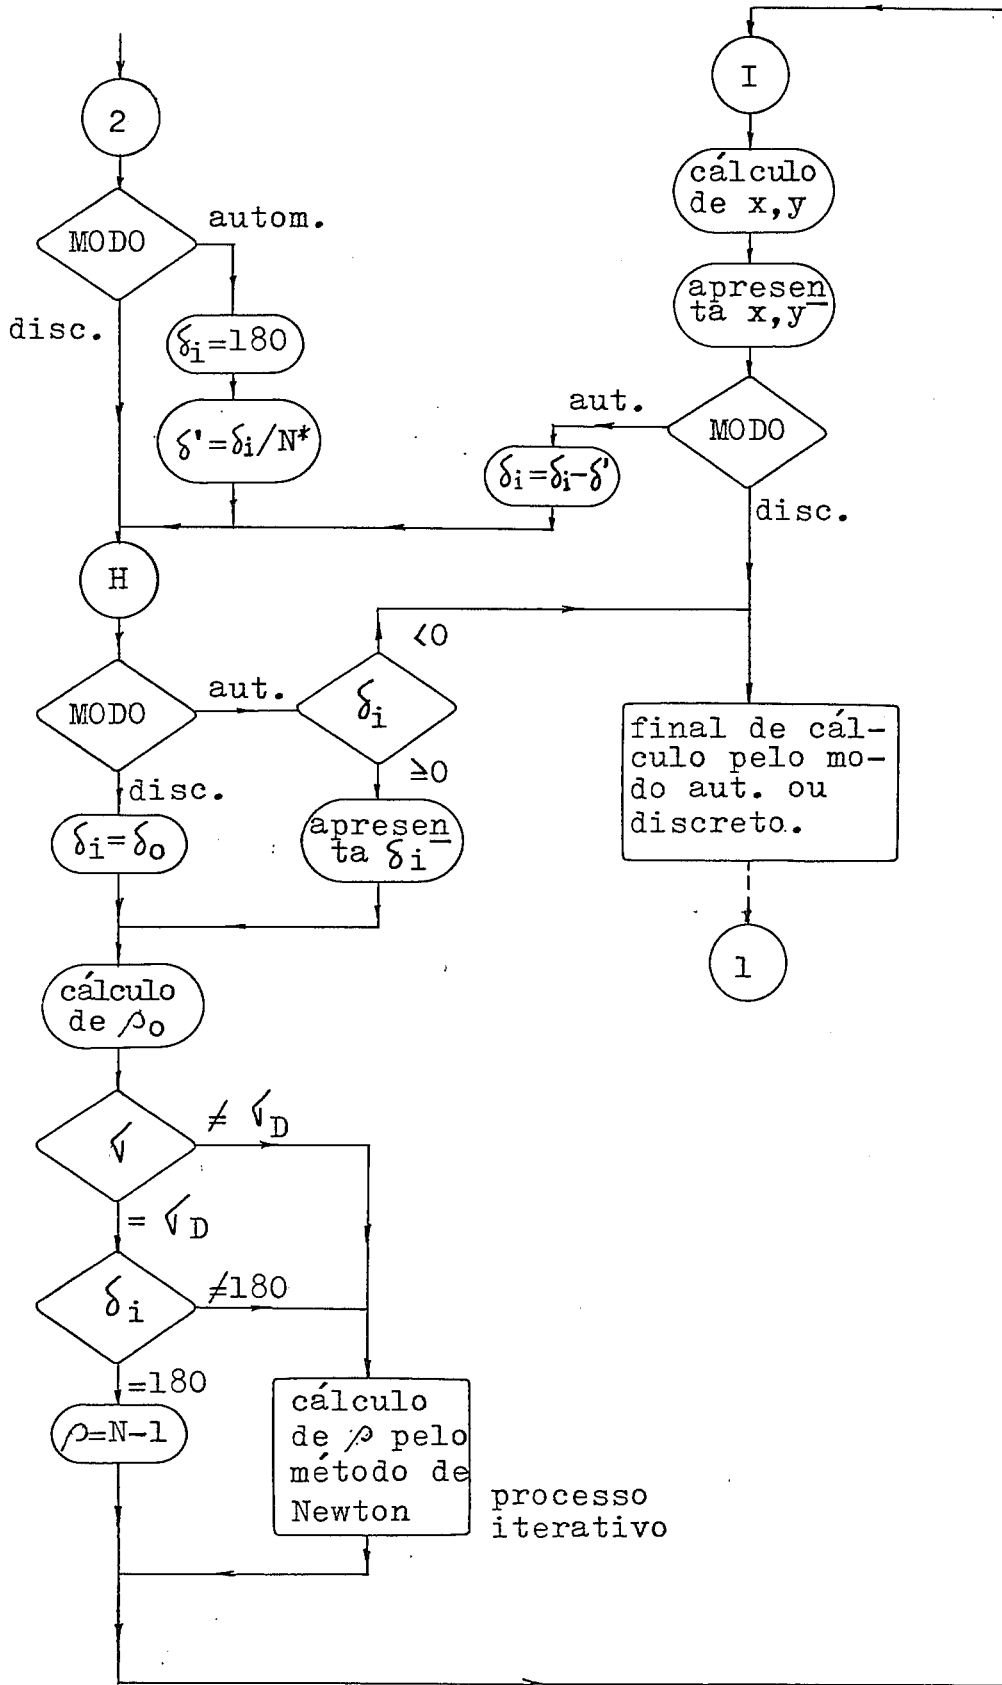 2
MODO
autom.
disc.
δi=180
δ'=δi/N*
H
MODO
aut.
disc.
δi=δo
δi
<0
≥0
apresen
ta δi
cálculo
de ρo
√
≠ √D
= √D
δi
≠180
=180
ρ=N-1
cálculo
de ρ pelo
método de
Newton
processo
iterativo
I
cálculo
de x,y
apresen
ta x,y
MODO
aut.
δi=δi-δ'
disc.
final de cál-
culo pelo mo-
do aut. ou
discreto.
1